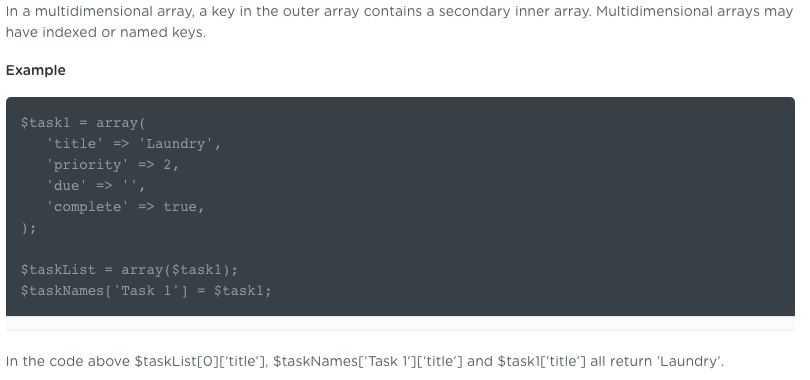 In a multidimensional array, a key in the outer array contains a secondary inner array. Multidimensional arrays may
have indexed or named keys.
Example
$task1 = array(
   'title' => 'Laundry',
   'priority' => 2,
   'due' => '',
   'complete' => true,
);
$taskList = array($task1);
$taskNames['Task 1'] = $task1;
In the code above $taskList[0]['title'], $taskNames['Task 1']['title'] and $task1['title'] all return 'Laundry'.